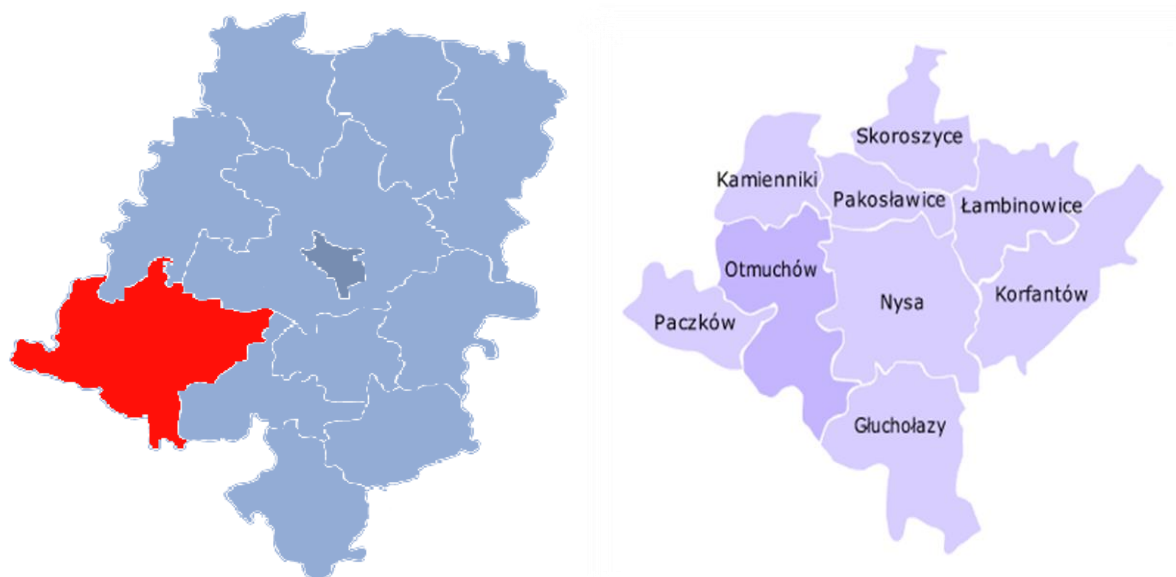 Skoroszyce
Kamienniki
Pakosławice
Łambinowice
Otmuchów
Nysa
Korfantów
Paczków
Głuchołazy